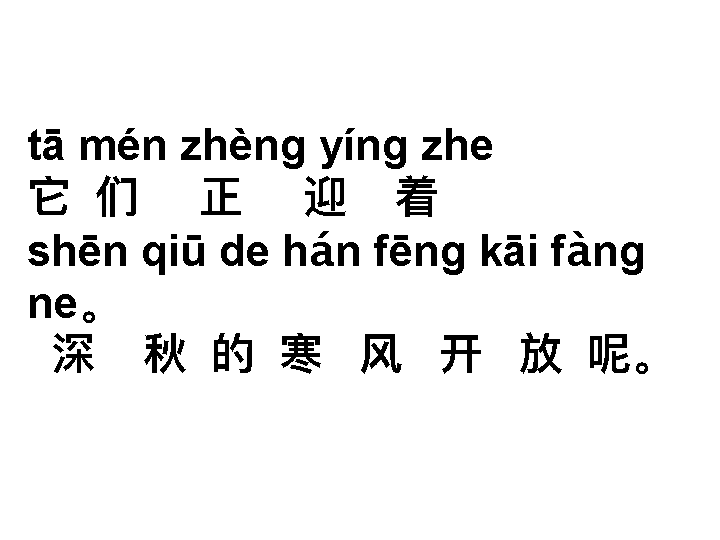 tā mén zhèng yíng zhe
它 们 正 迎 着
shēn qiū de hán fēng kāi fàng
ne。
深 秋 的 寒 风 开 放 呢。